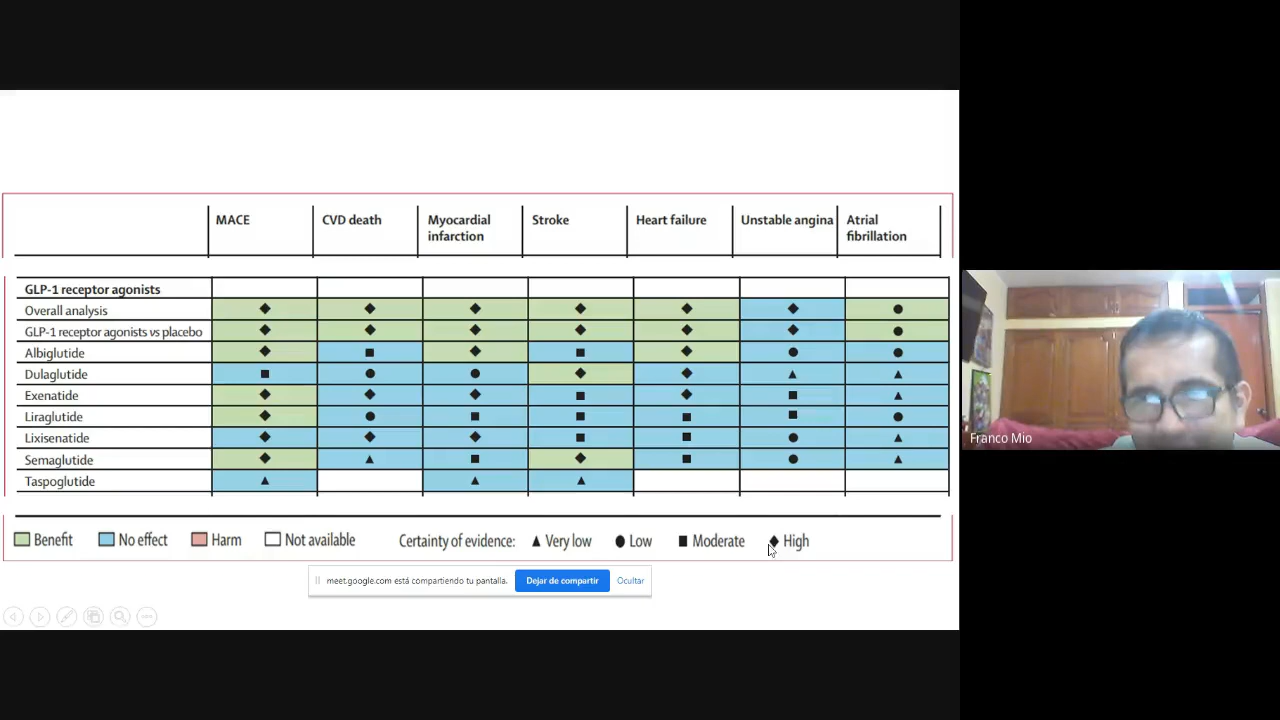 MACE
CVD death
Myocardial
infarction
Stroke
Heart failure
Unstable angina
Atrial
fibrillation
GLP-1 receptor agonists
Overall analysis
GLP-1 receptor agonists vs placebo
Albiglutide
Dulaglutide
Exenatide
Liraglutide
Lixisenatide
Semaglutide
Taspoglutide
Benefit No effect Harm Not available Certainty of evidence: Very low Low Moderate High
meet.google.com está compartiendo tu pantalla. Dejar de compartir Ocultar
Franco Mio